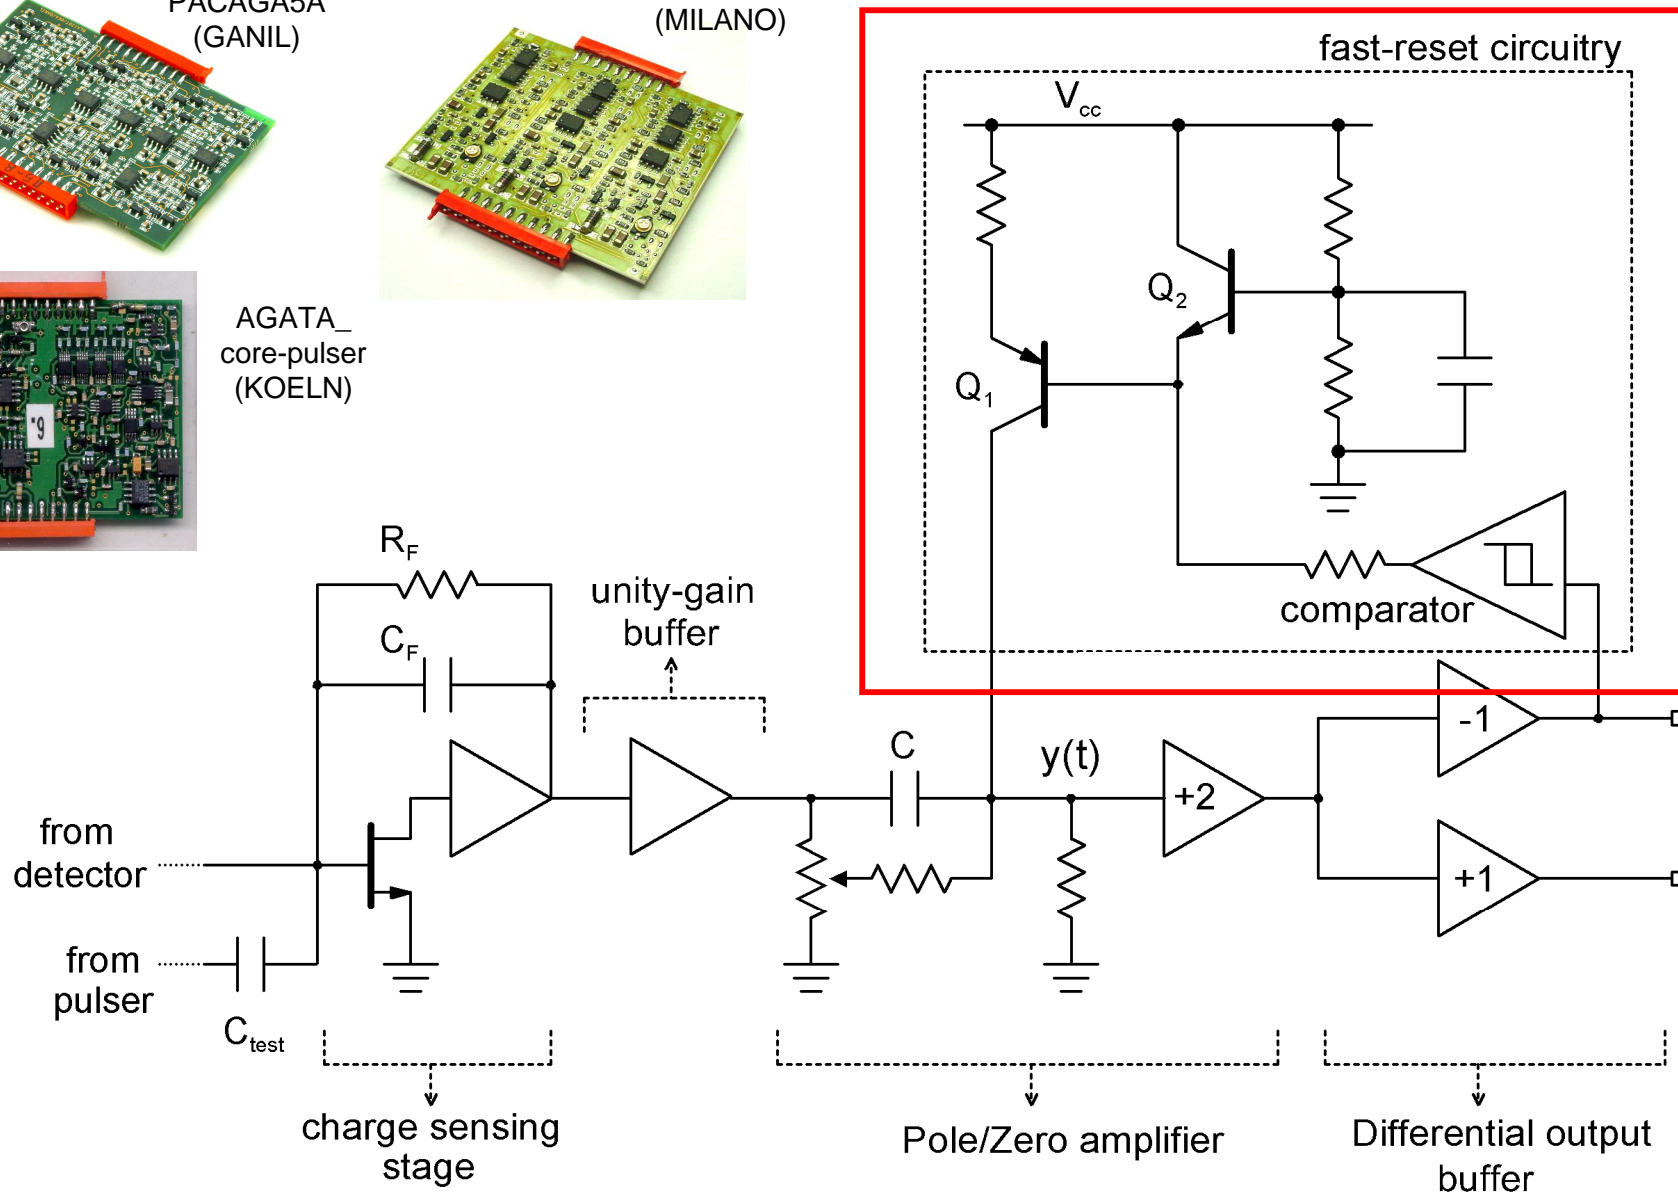 PACAGA5A
(GANIL)
(MILANO)
AGATA_
core-pulser
(KOELN)
fast-reset circuitry
Vcc
Q2
Q1
comparator
RF
CF
unity-gain
buffer
C
y(t)
+2
-1
+1
from
detector
from
pulser
Ctest
charge sensing
stage
Pole/Zero amplifier
Differential output
buffer